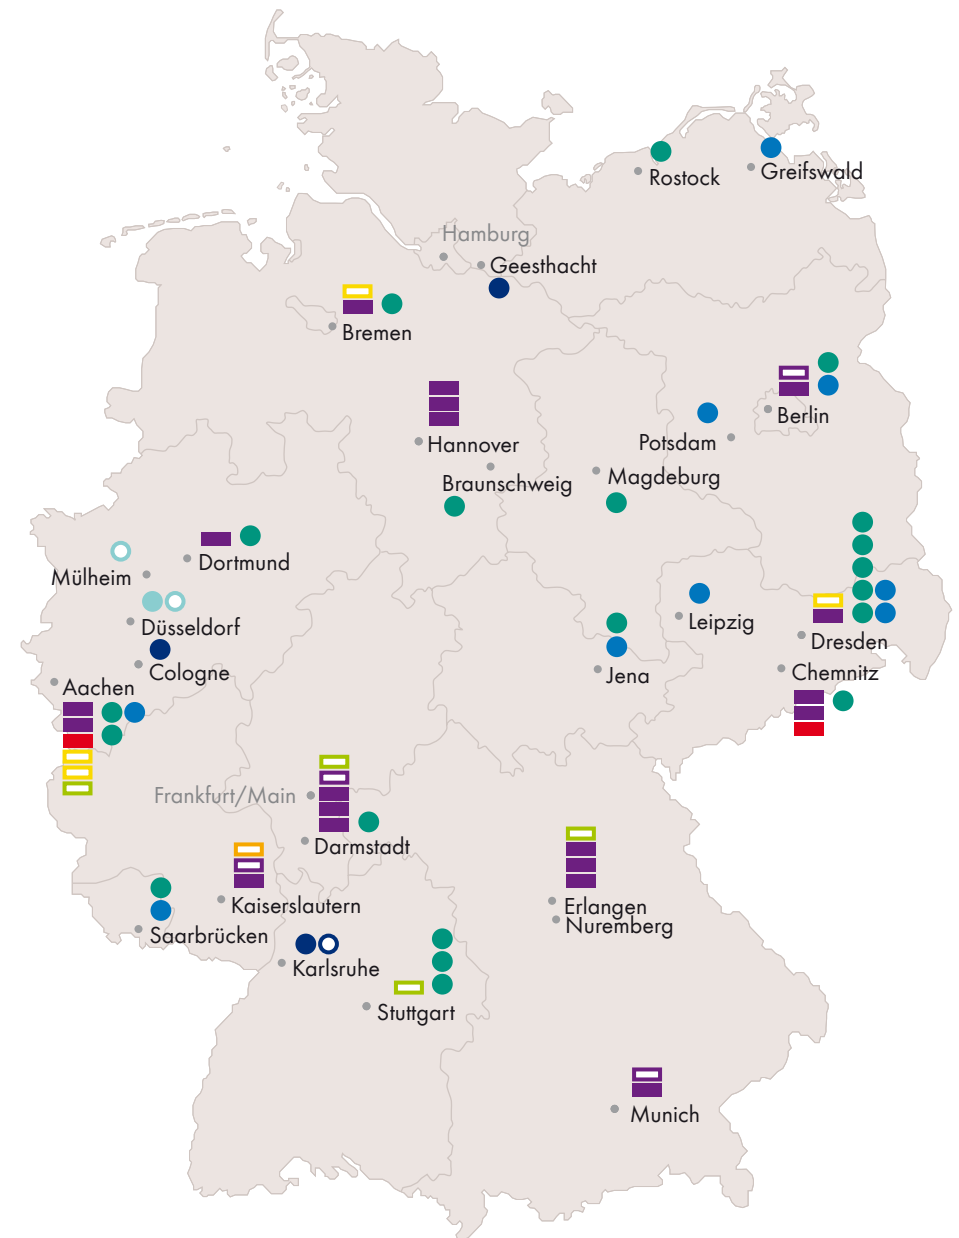 Rostock
Greifswald
Hamburg
Geesthacht
Bremen
Berlin
Potsdam
Hannover
Braunschweig
Magdeburg
Dortmund
Mülheim
Düsseldorf
Leipzig
Dresden
Cologne
Jena
Chemnitz
Aachen
Frankfurt/Main
Darmstadt
Kaiserslautern
Erlangen
Nuremberg
Saarbrücken
Karlsruhe
Stuttgart
Munich